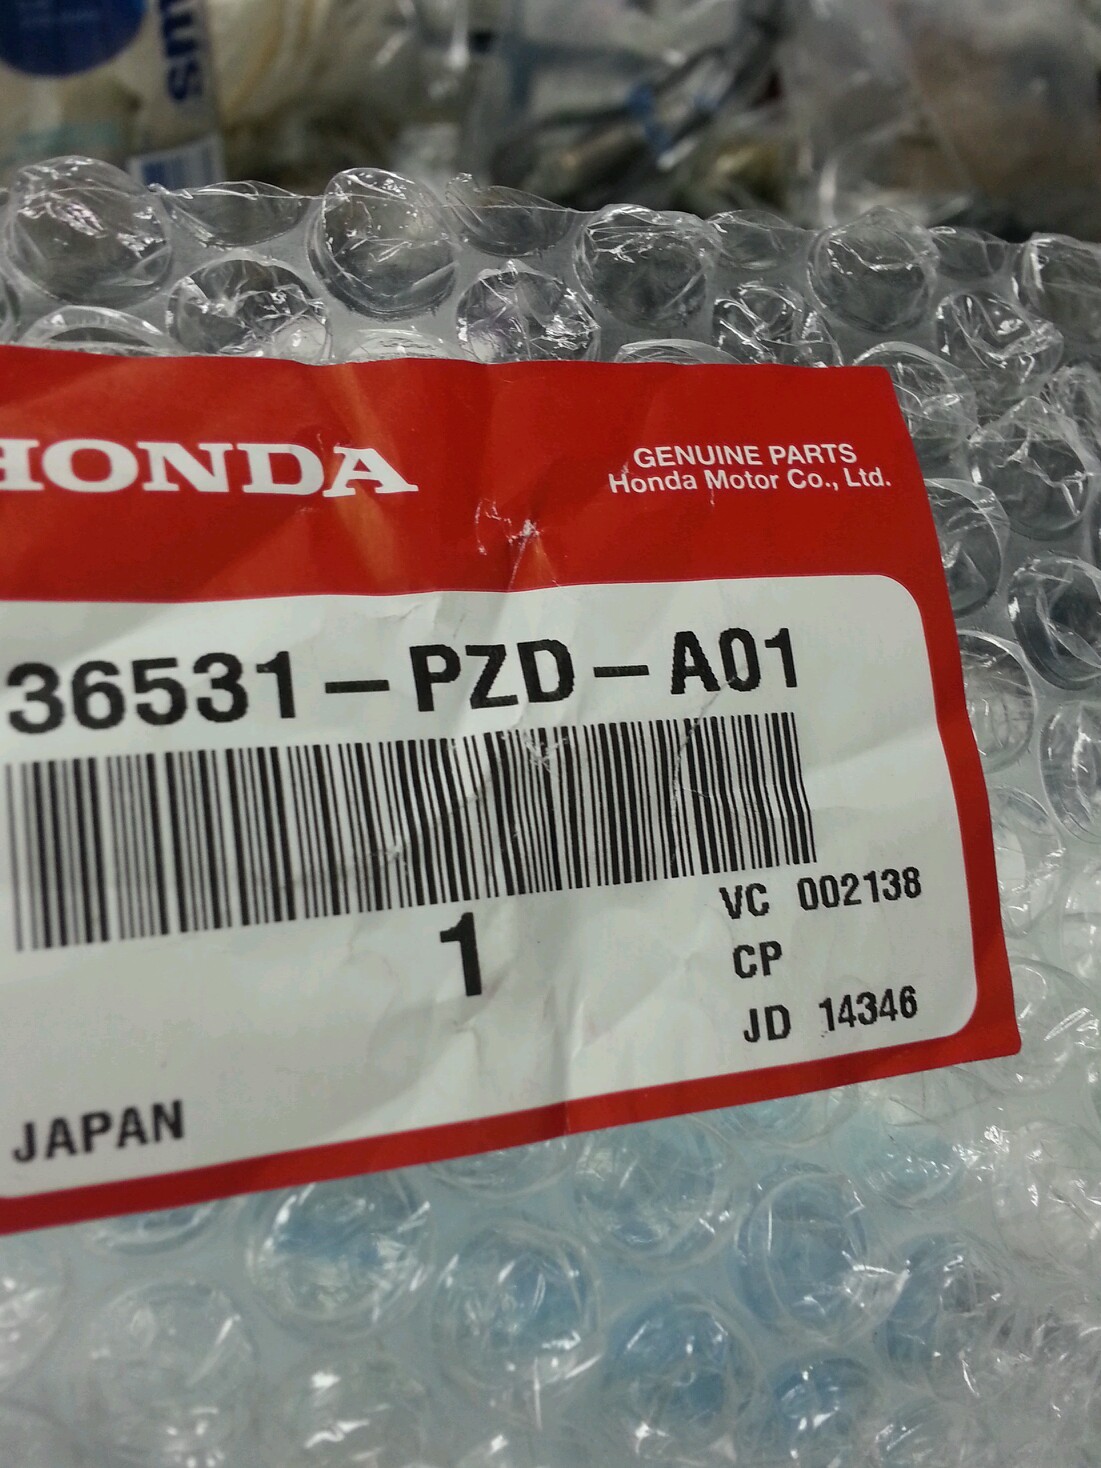 HONDA
GENUINE PARTS
Honda Motor Co., Ltd.
36531-PZD-A01
1
VC 002138
CP
JD 14346
JAPAN